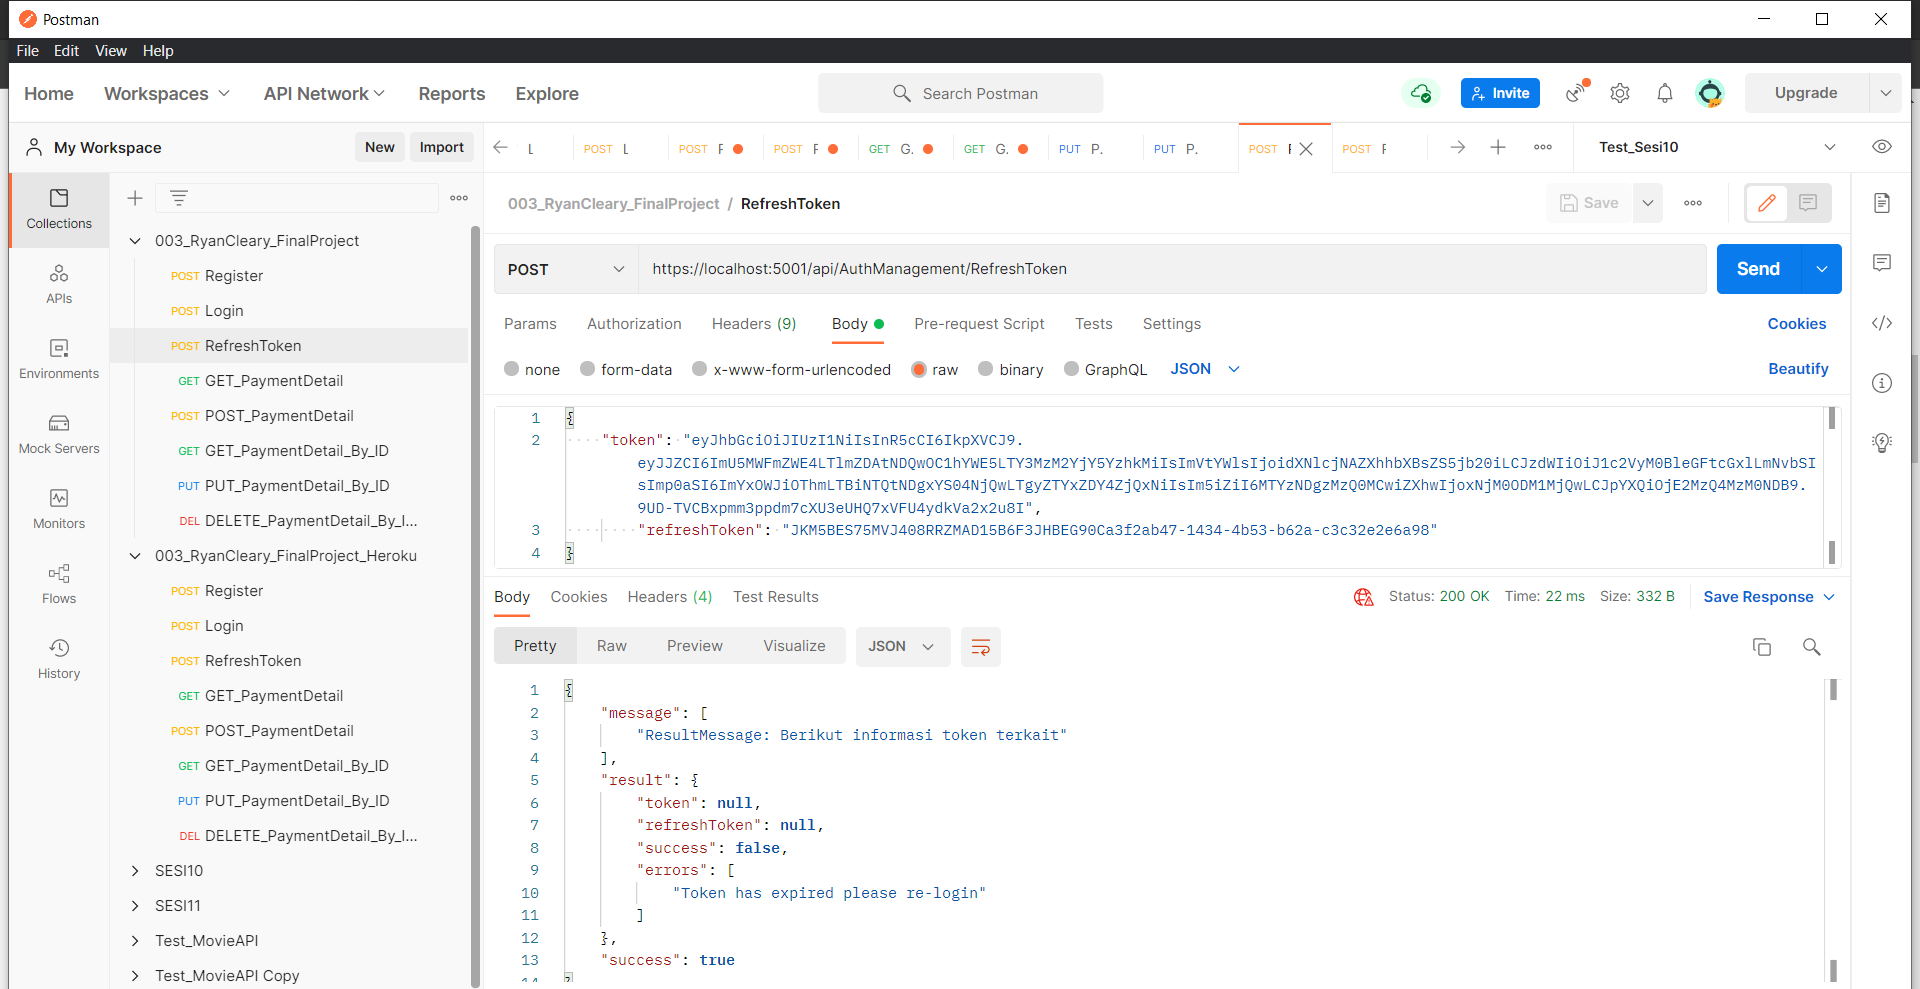 Postman
File Edit View Help
Home Workspaces API Network Reports Explore Search Postman Invite Upgrade
My Workspace New Import
L POST L POST F POST F GET G. GET G. PUT P. PUT P. POST POST F Test_Sesi10
Collections
APIs
Environments
Mock Servers
Monitors
Flows
History
003_RyanCleary_FinalProject
POST Register
POST Login
POST RefreshToken
GET GET_PaymentDetail
POST POST_PaymentDetail
GET GET_PaymentDetail_By_ID
PUT PUT_PaymentDetail_By_ID
DEL DELETE_PaymentDetail_By_I...
003_RyanCleary_FinalProject_Heroku
POST Register
POST Login
POST RefreshToken
GET GET_PaymentDetail
POST POST_PaymentDetail
GET GET_PaymentDetail_By_ID
PUT PUT_PaymentDetail_By_ID
DEL DELETE_PaymentDetail_By_I...
SESI10
SESI11
Test_MovieAPI
Test_MovieAPI Copy
003_RyanCleary_FinalProject / RefreshToken Save
POST https://localhost:5001/api/AuthManagement/RefreshToken Send
Params Authorization Headers (9) Body Pre-request Script Tests Settings Cookies
none form-data x-www-form-urlencoded raw binary GraphQL JSON Beautify
1 {
2 "token": "eyJhbGciOiJIUzI1NiIsInR5cCI6IkpXVCJ9.
eyJJZCI6ImU5MWFmZWE4LTlmZDAtNDQwOC1hYWE5LTY3MzM2YjY5YzhkMiIsImVtYWlsIjoidXNlcjNAZXhhbXBsZS5jb20iLCJzdWIiOiJ1c2VyM0BleGFtcGxlLmNvbSI
sImp0aSI6ImYxOWJiOThmLTBiNTQtNDgxYS04NjQwLTgyZTYxZDY4ZjQxNiIsIm5iZiI6MTYzNDgzMzQ0MCwiZXhwIjoxNjM0ODM1MjQwLCJpYXQiOjE2MzQ4MzM0NDB9.
9UD-TVCBxpmm3ppdm7cXU3eUHQ7xVFU4ydkVa2x2u8I",
3 "refreshToken": "JKM5BES75MVJ408RRZMAD15B6F3JHBEG90Ca3f2ab47-1434-4b53-b62a-c3c32e2e6a98"
4 }
Body Cookies Headers (4) Test Results Status: 200 OK Time: 22 ms Size: 332 B Save Response
Pretty Raw Preview Visualize JSON
1 {
2 "message": [
3 "ResultMessage: Berikut informasi token terkait"
4 ],
5 "result": {
6 "token": null,
7 "refreshToken": null,
8 "success": false,
9 "errors": [
10 "Token has expired please re-login"
11 ]
12 },
13 "success": true
14 }